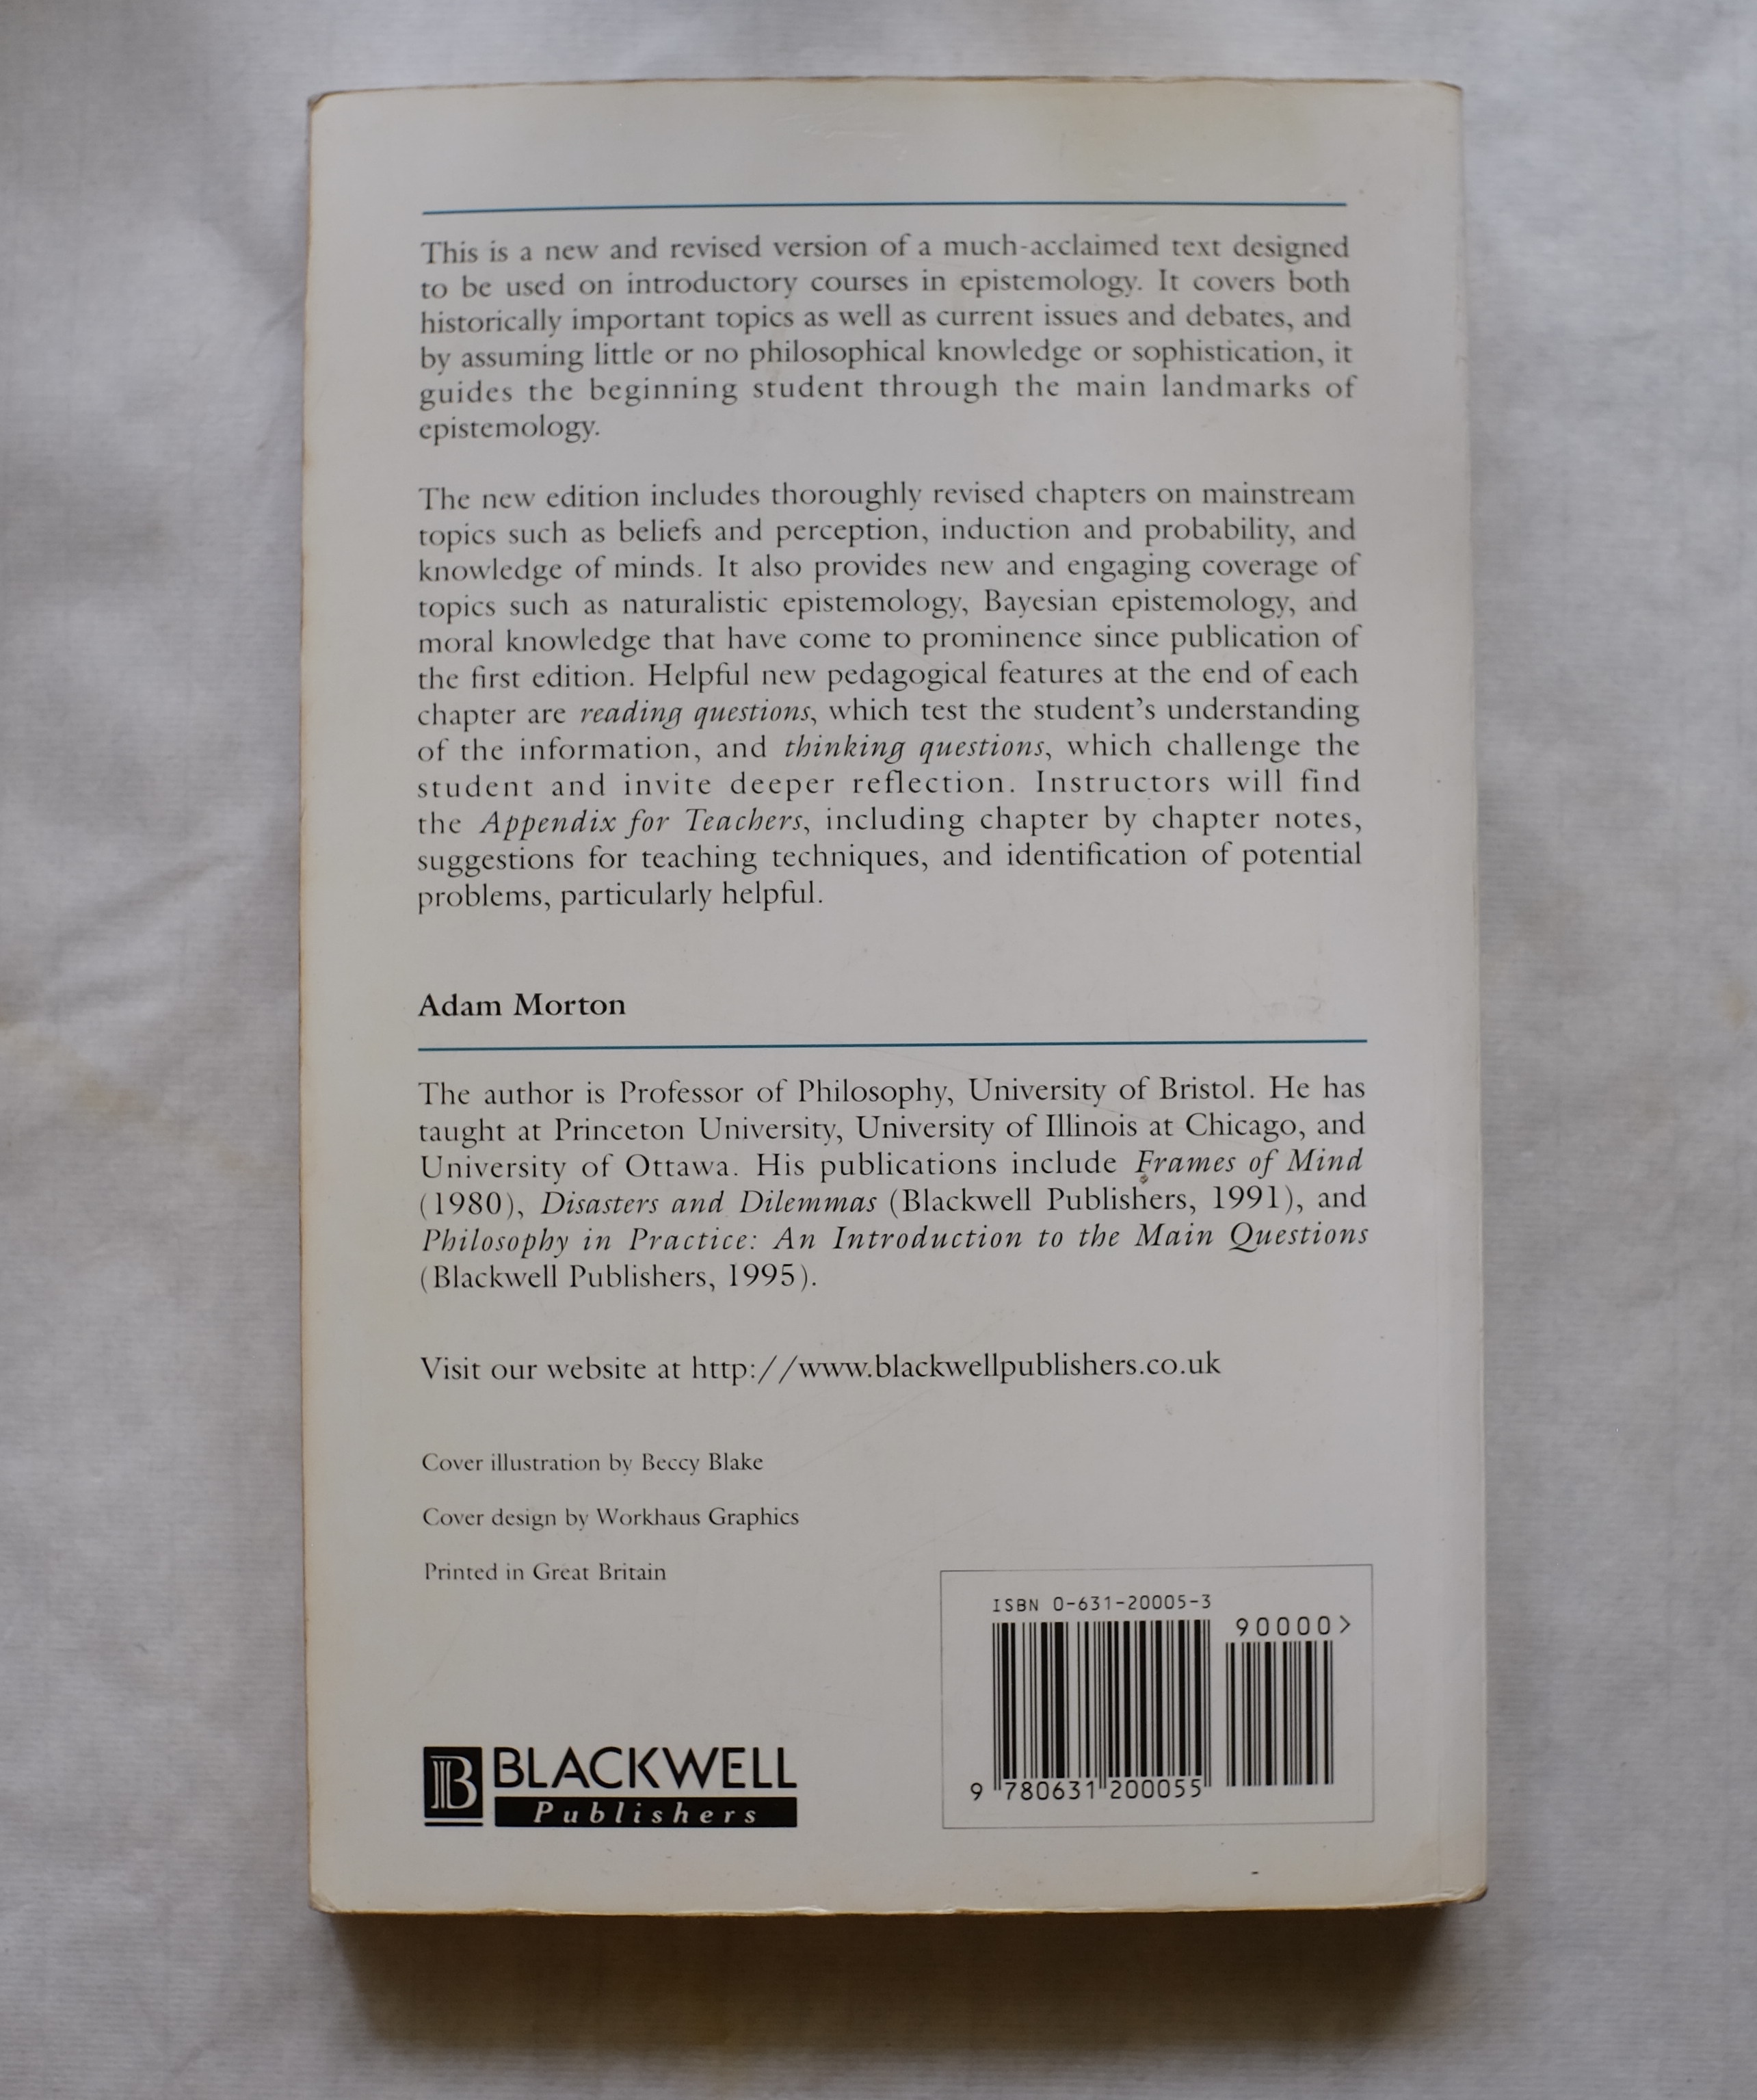 This is a new and revised version of a much-acclaimed text designed
to be used on introductory courses in epistemology. It covers both
historically important topics as well as current issues and debates, and
by assuming little or no philosophical knowledge or sophistication, it
guides the beginning student through the main landmarks of
epistemology.
The new edition includes thoroughly revised chapters on mainstream
topics such as beliefs and perception, induction and probability, and
knowledge of minds. It also provides new and engaging coverage of
topics such as naturalistic epistemology, Bayesian epistemology, and
moral knowledge that have come to prominence since publication of
the first edition. Helpful new pedagogical features at the end of each
chapter are reading questions, which test the student's understanding
of the information, and thinking questions, which challenge the
student and invite deeper reflection. Instructors will find
the Appendix for Teachers, including chapter by chapter notes,
suggestions for teaching techniques, and identification of potential
problems, particularly helpful.
Adam Morton
The author is Professor of Philosophy, University of Bristol. He has
taught at Princeton University, University of Illinois at Chicago, and
University of Ottawa. His publications include Frames of Mind
(1980), Disasters and Dilemmas (Blackwell Publishers, 1991), and
Philosophy in Practice: An Introduction to the Main Questions
(Blackwell Publishers, 1995).
Visit our website at http://www.blackwellpublishers.co.uk
Cover illustration by Beccy Blake
Cover design by Workhaus Graphics
Printed in Great Britain
ISBN 0-631-20005-3
90000>
9 780631 200055
B BLACKWELL
Publishers